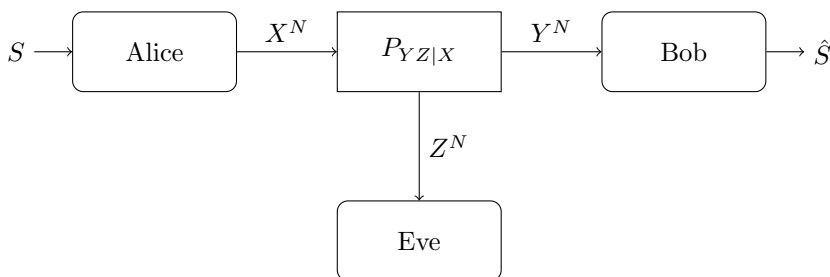 S
Alice
X^N
P_{YZ|X}
Y^N
Bob
Ŝ
Z^N
Eve